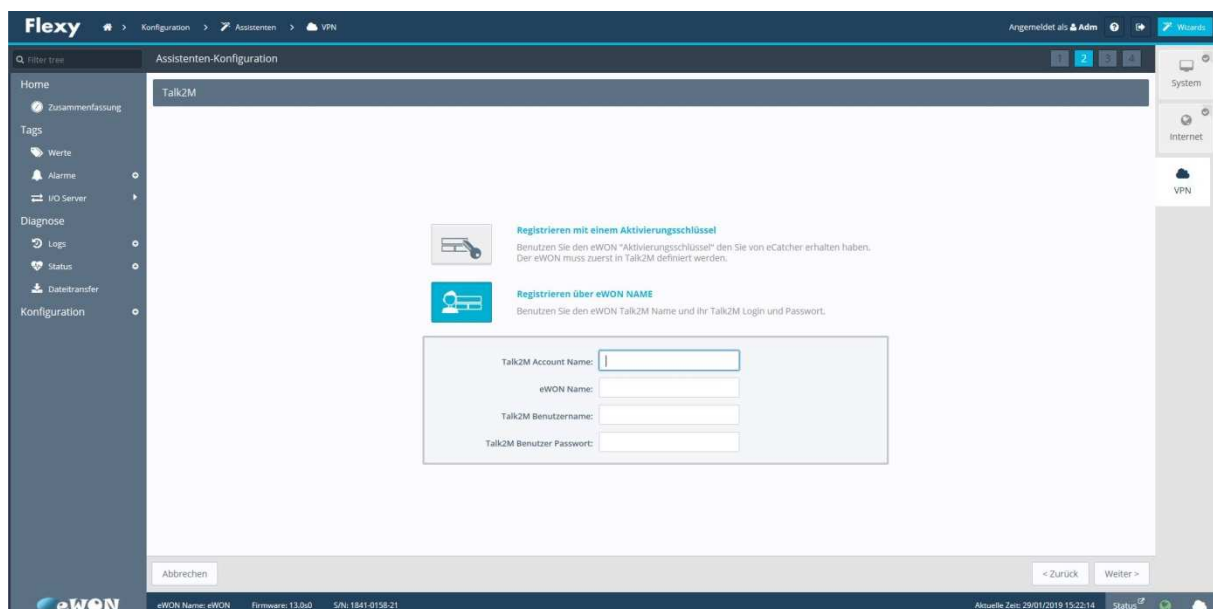 Flexy
Konfiguration > Assistenten > VPN
Angemeldet als Adm
Wizards
Filter tree
Assistenten-Konfiguration
1 2 3 4
System
Internet
VPN
Home
Zusammenfassung
Tags
Werte
Alarme
I/O Server
Diagnose
Logs
Status
Dateitransfer
Konfiguration
Talk2M
Registrieren mit einem Aktivierungsschlüssel
Benutzen Sie den eWON "Aktivierungsschlüssel" den Sie von eCatcher erhalten haben.
Der eWON muss zuerst in Talk2M definiert werden.
Registrieren über eWON NAME
Benutzen Sie den eWON Talk2M Name und ihr Talk2M Login und Passwort.
Talk2M Account Name:
eWON Name:
Talk2M Benutzername:
Talk2M Benutzer Passwort:
Abbrechen
< Zurück
Weiter >
eWON
eWON Name: eWON Firmware: 13.0s0 S/N: 1841-0158-21
Aktuelle Zeit: 29/01/2019 15:22:14
Status